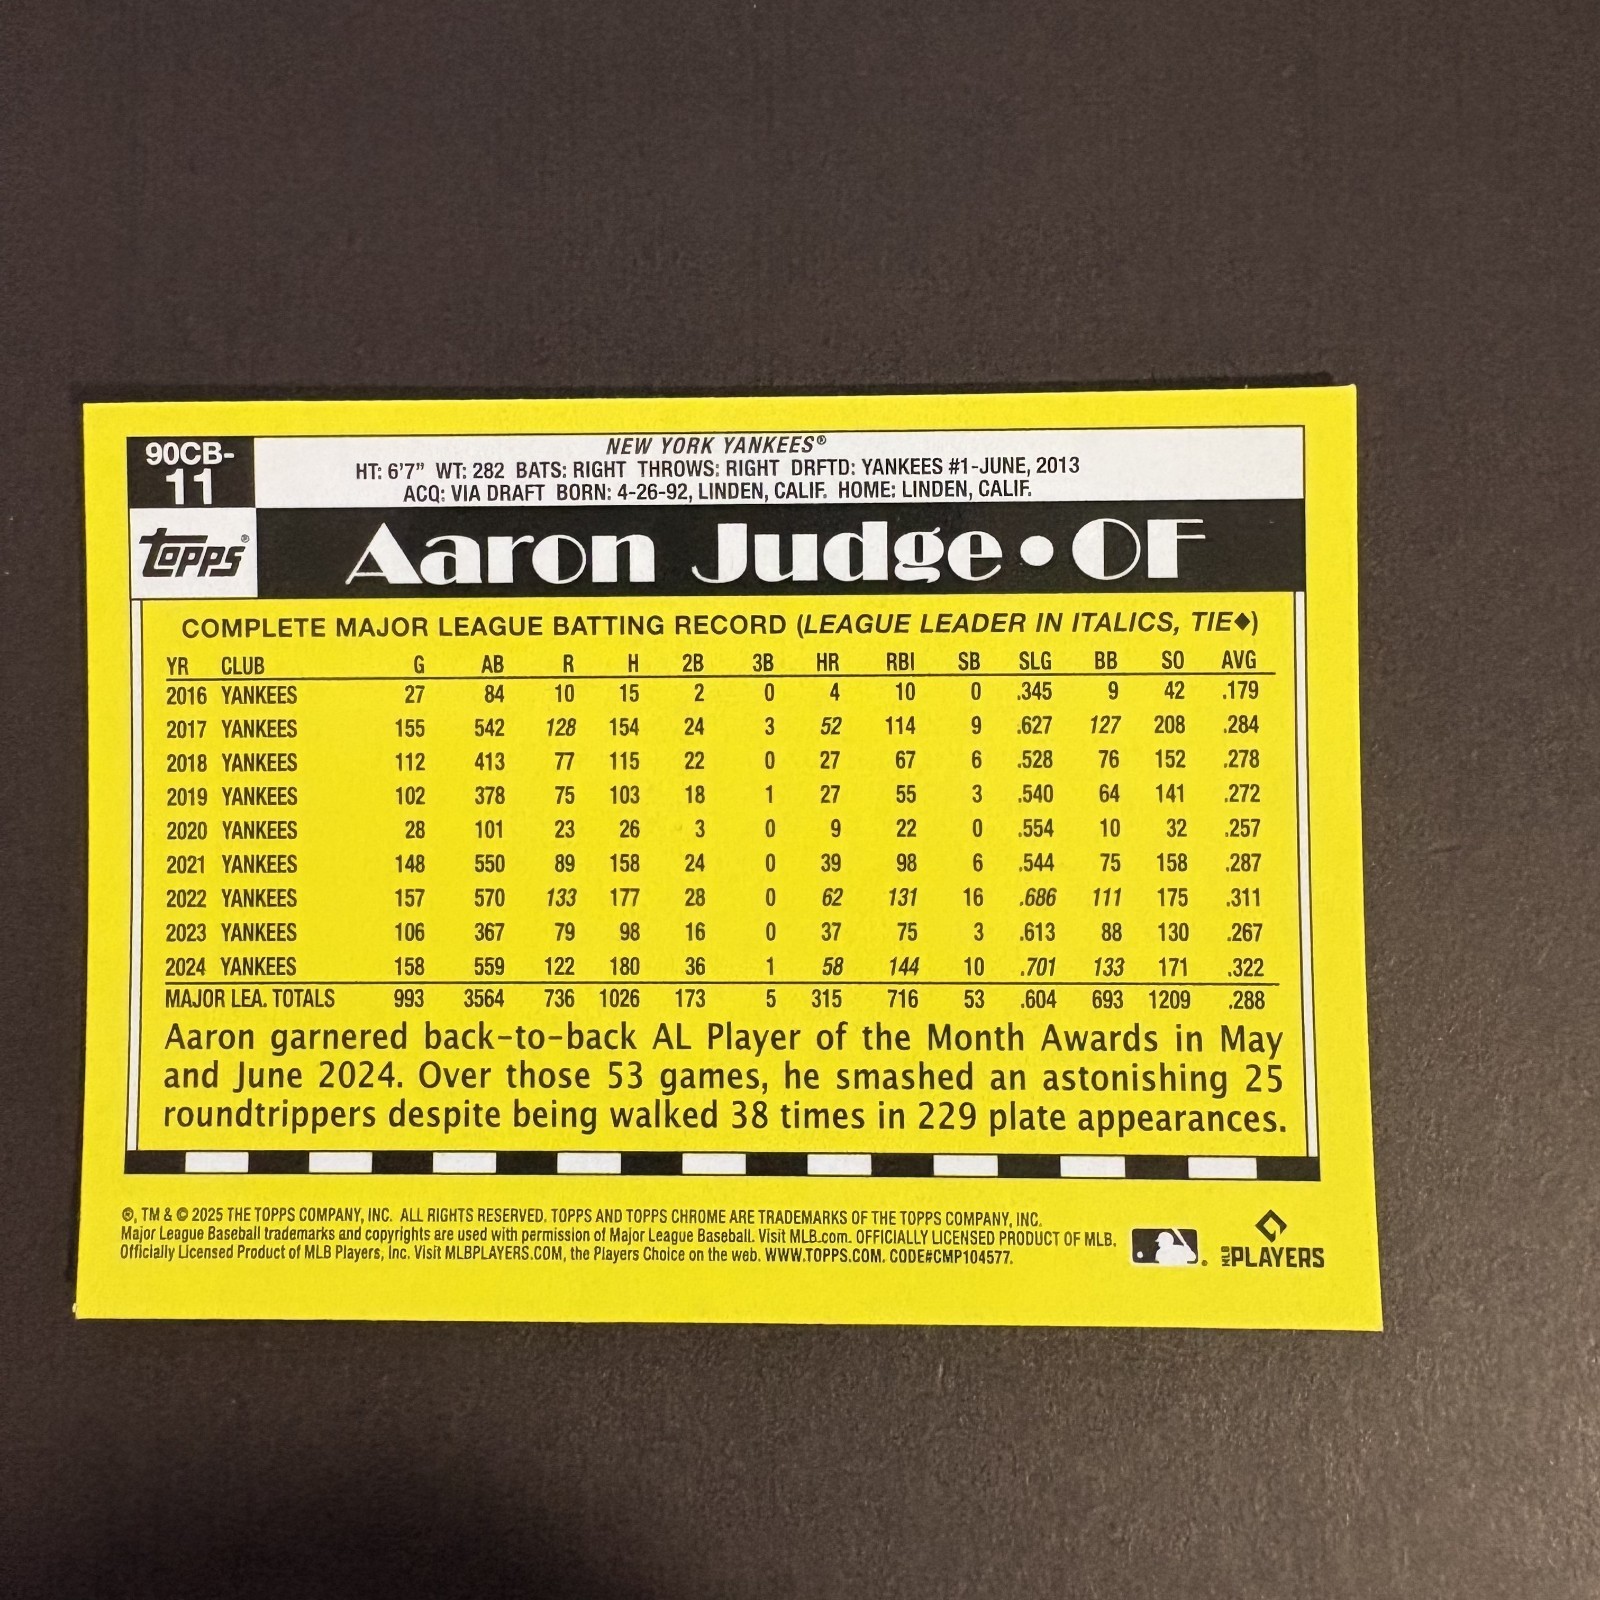 90CB-
11
NEW YORK YANKEES®
HT: 6'7" WT: 282 BATS: RIGHT THROWS: RIGHT DRFTD: YANKEES #1-JUNE, 2013
ACQ: VIA DRAFT BORN: 4-26-92, LINDEN, CALIF. HOME: LINDEN, CALIF.
topps®
Aaron Judge • OF
COMPLETE MAJOR LEAGUE BATTING RECORD (LEAGUE LEADER IN ITALICS, TIE◆)
YR CLUB G AB R H 2B 3B HR RBI SB SLG BB SO AVG
2016 YANKEES 27 84 10 15 2 0 4 10 0 .345 9 42 .179
2017 YANKEES 155 542 128 154 24 3 52 114 9 .627 127 208 .284
2018 YANKEES 112 413 77 115 22 0 27 67 6 .528 76 152 .278
2019 YANKEES 102 378 75 103 18 1 27 55 3 .540 64 141 .272
2020 YANKEES 28 101 23 26 3 0 9 22 0 .554 10 32 .257
2021 YANKEES 148 550 89 158 24 0 39 98 6 .544 75 158 .287
2022 YANKEES 157 570 133 177 28 0 62 131 16 .686 111 175 .311
2023 YANKEES 106 367 79 98 16 0 37 75 3 .613 88 130 .267
2024 YANKEES 158 559 122 180 36 1 58 144 10 .701 133 171 .322
MAJOR LEA. TOTALS 993 3564 736 1026 173 5 315 716 53 .604 693 1209 .288
Aaron garnered back-to-back AL Player of the Month Awards in May
and June 2024. Over those 53 games, he smashed an astonishing 25
roundtrippers despite being walked 38 times in 229 plate appearances.
®, TM & © 2025 THE TOPPS COMPANY, INC. ALL RIGHTS RESERVED. TOPPS AND TOPPS CHROME ARE TRADEMARKS OF THE TOPPS COMPANY, INC.
Major League Baseball trademarks and copyrights are used with permission of Major League Baseball. Visit MLB.com. OFFICIALLY LICENSED PRODUCT OF MLB.
Officially Licensed Product of MLB Players, Inc. Visit MLBPLAYERS.COM, the Players Choice on the web. WWW.TOPPS.COM. CODE#CMP104577.
MLB PLAYERS